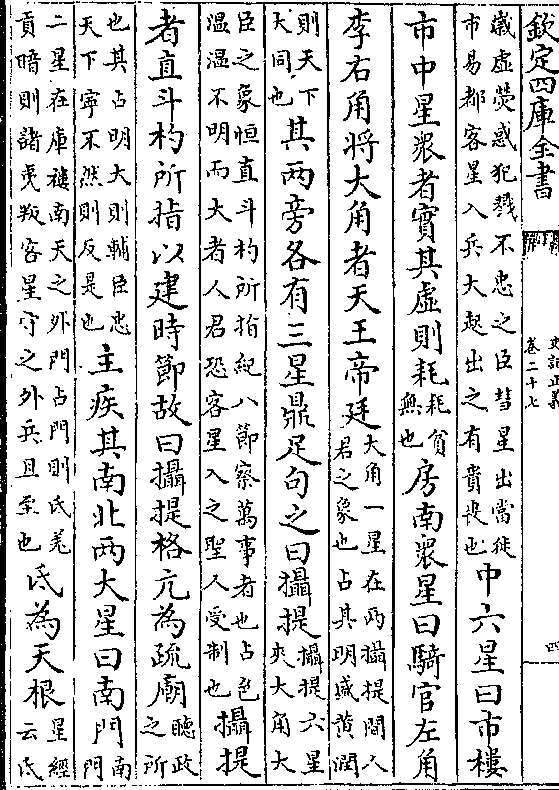 欽定四庫全書
史記正義
卷二十七
四
歲虛熒惑犯戮不忠之臣彗星出當徙
市易都客星入兵大起出之有貴喪也
中六星曰市樓
市中星衆者實其虛則耗
耗貧
無也
房南衆星曰騎官左角
李右角將大角者天王帝廷
大角一星在兩攝提間人
君之象也占其明盛黃潤
則天下
大同也
其兩旁各有三星鼎足句之曰攝提
攝提六星
夾大角大
臣之象恒直斗杓所指紀八節察萬事者也占色
溫溫不明而大者人君恐客星入之聖人受制也
攝提
者直斗杓所指以建時節故曰攝提格亢為疏廟
聽政
之所
也其占明大則輔臣忠
天下寧不然則反是也
主疾其南北兩大星曰南門
南
門
二星在庫樓南天之外門占門則氐羌
貢暗則諸夷叛客星守之外兵且至也
氐為天根
星經
云氐